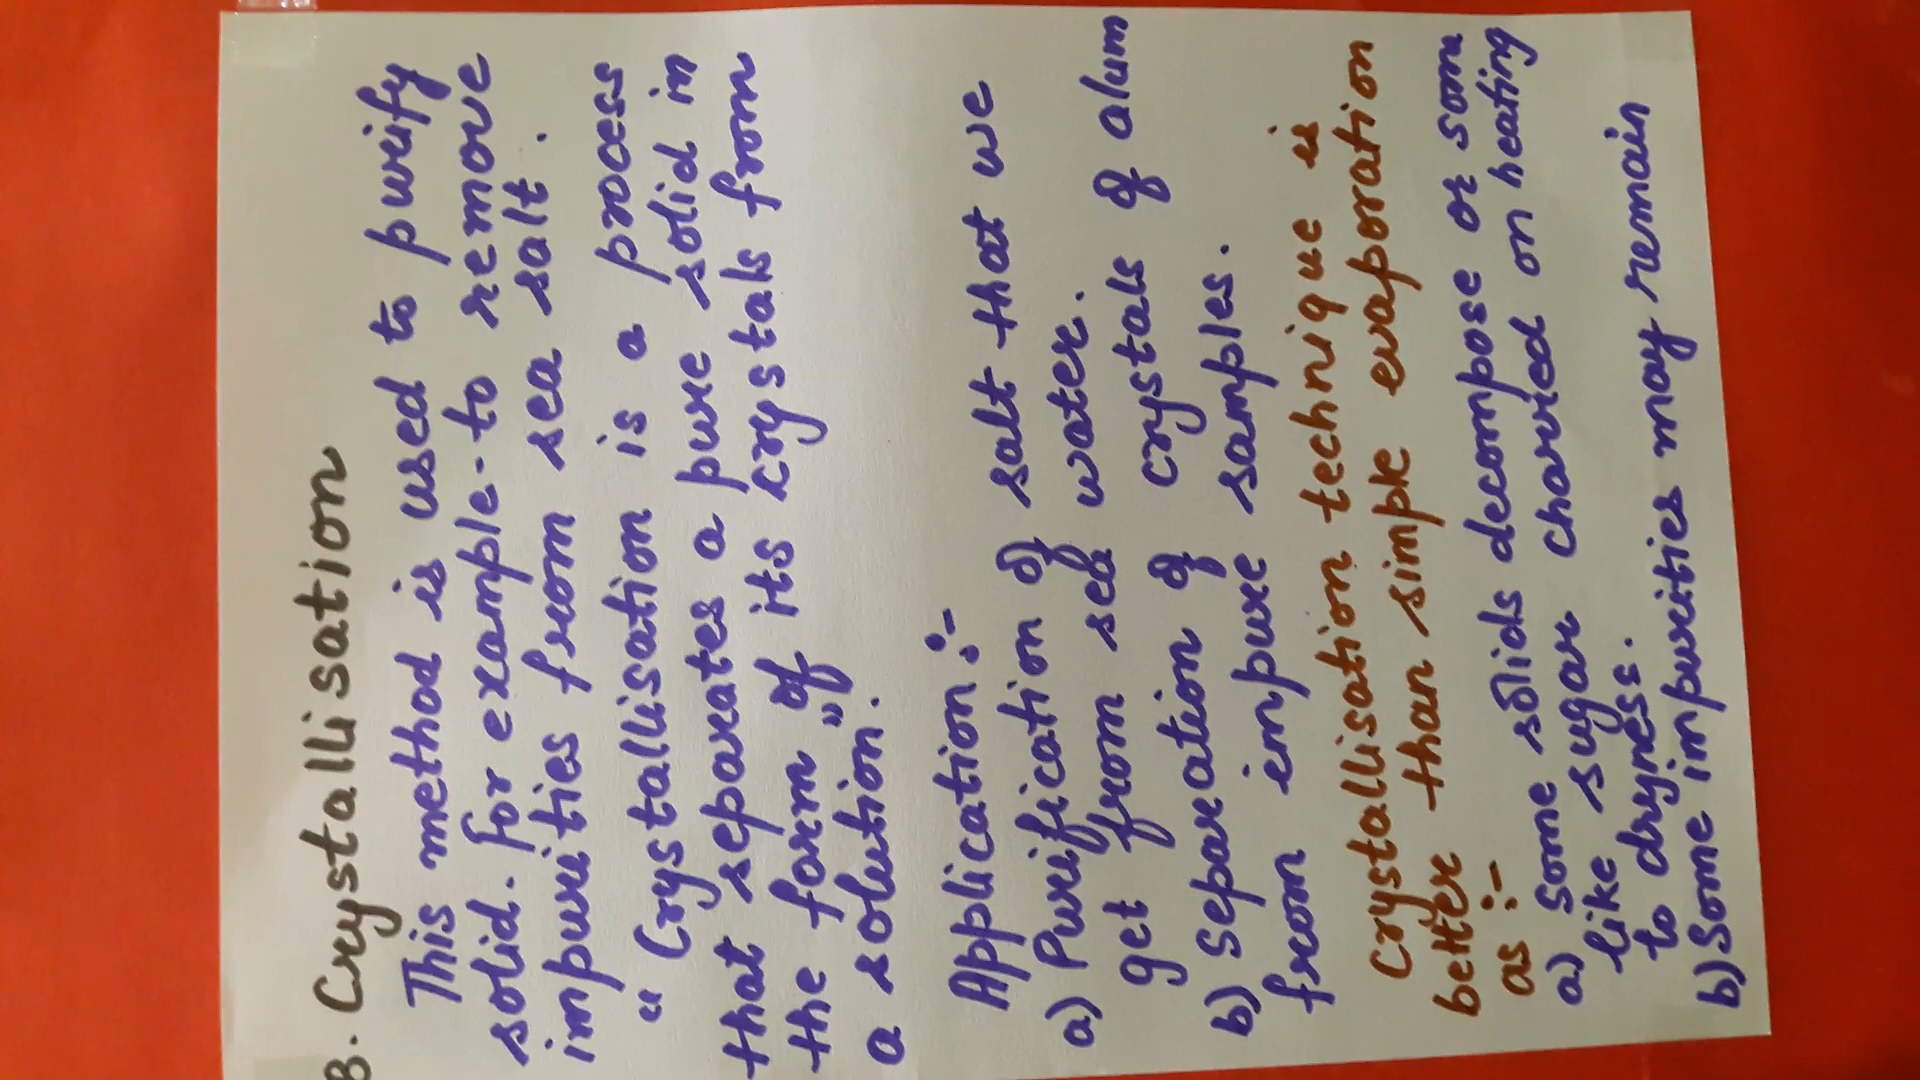 8. Crystallisation
This method is used to purify
solid. for example- to remove
impurities from sea salt.
"Crystallisation is a process
that separates a pure solid in
the form of its crystals from
a solution".
Application:-
a) Purification of salt that we
get from sea water.
b) Separation of crystals of alum
from impure samples.
Crystallisation technique is
better than simple evaporation
as :-
a) Some solids decompose or som
like sugar charried on heating
to dryness.
b) Some impurities may remain